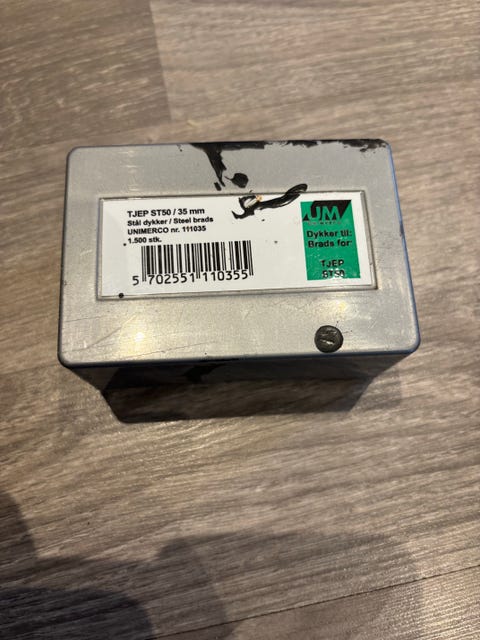 TJEP ST50 / 35 mm
Stål dykker / Steel brads
UNIMERCO nr. 111035
1.500 stk.
5 702551 110355
UM
Dykker til:
Brads for
TJEP
ST50